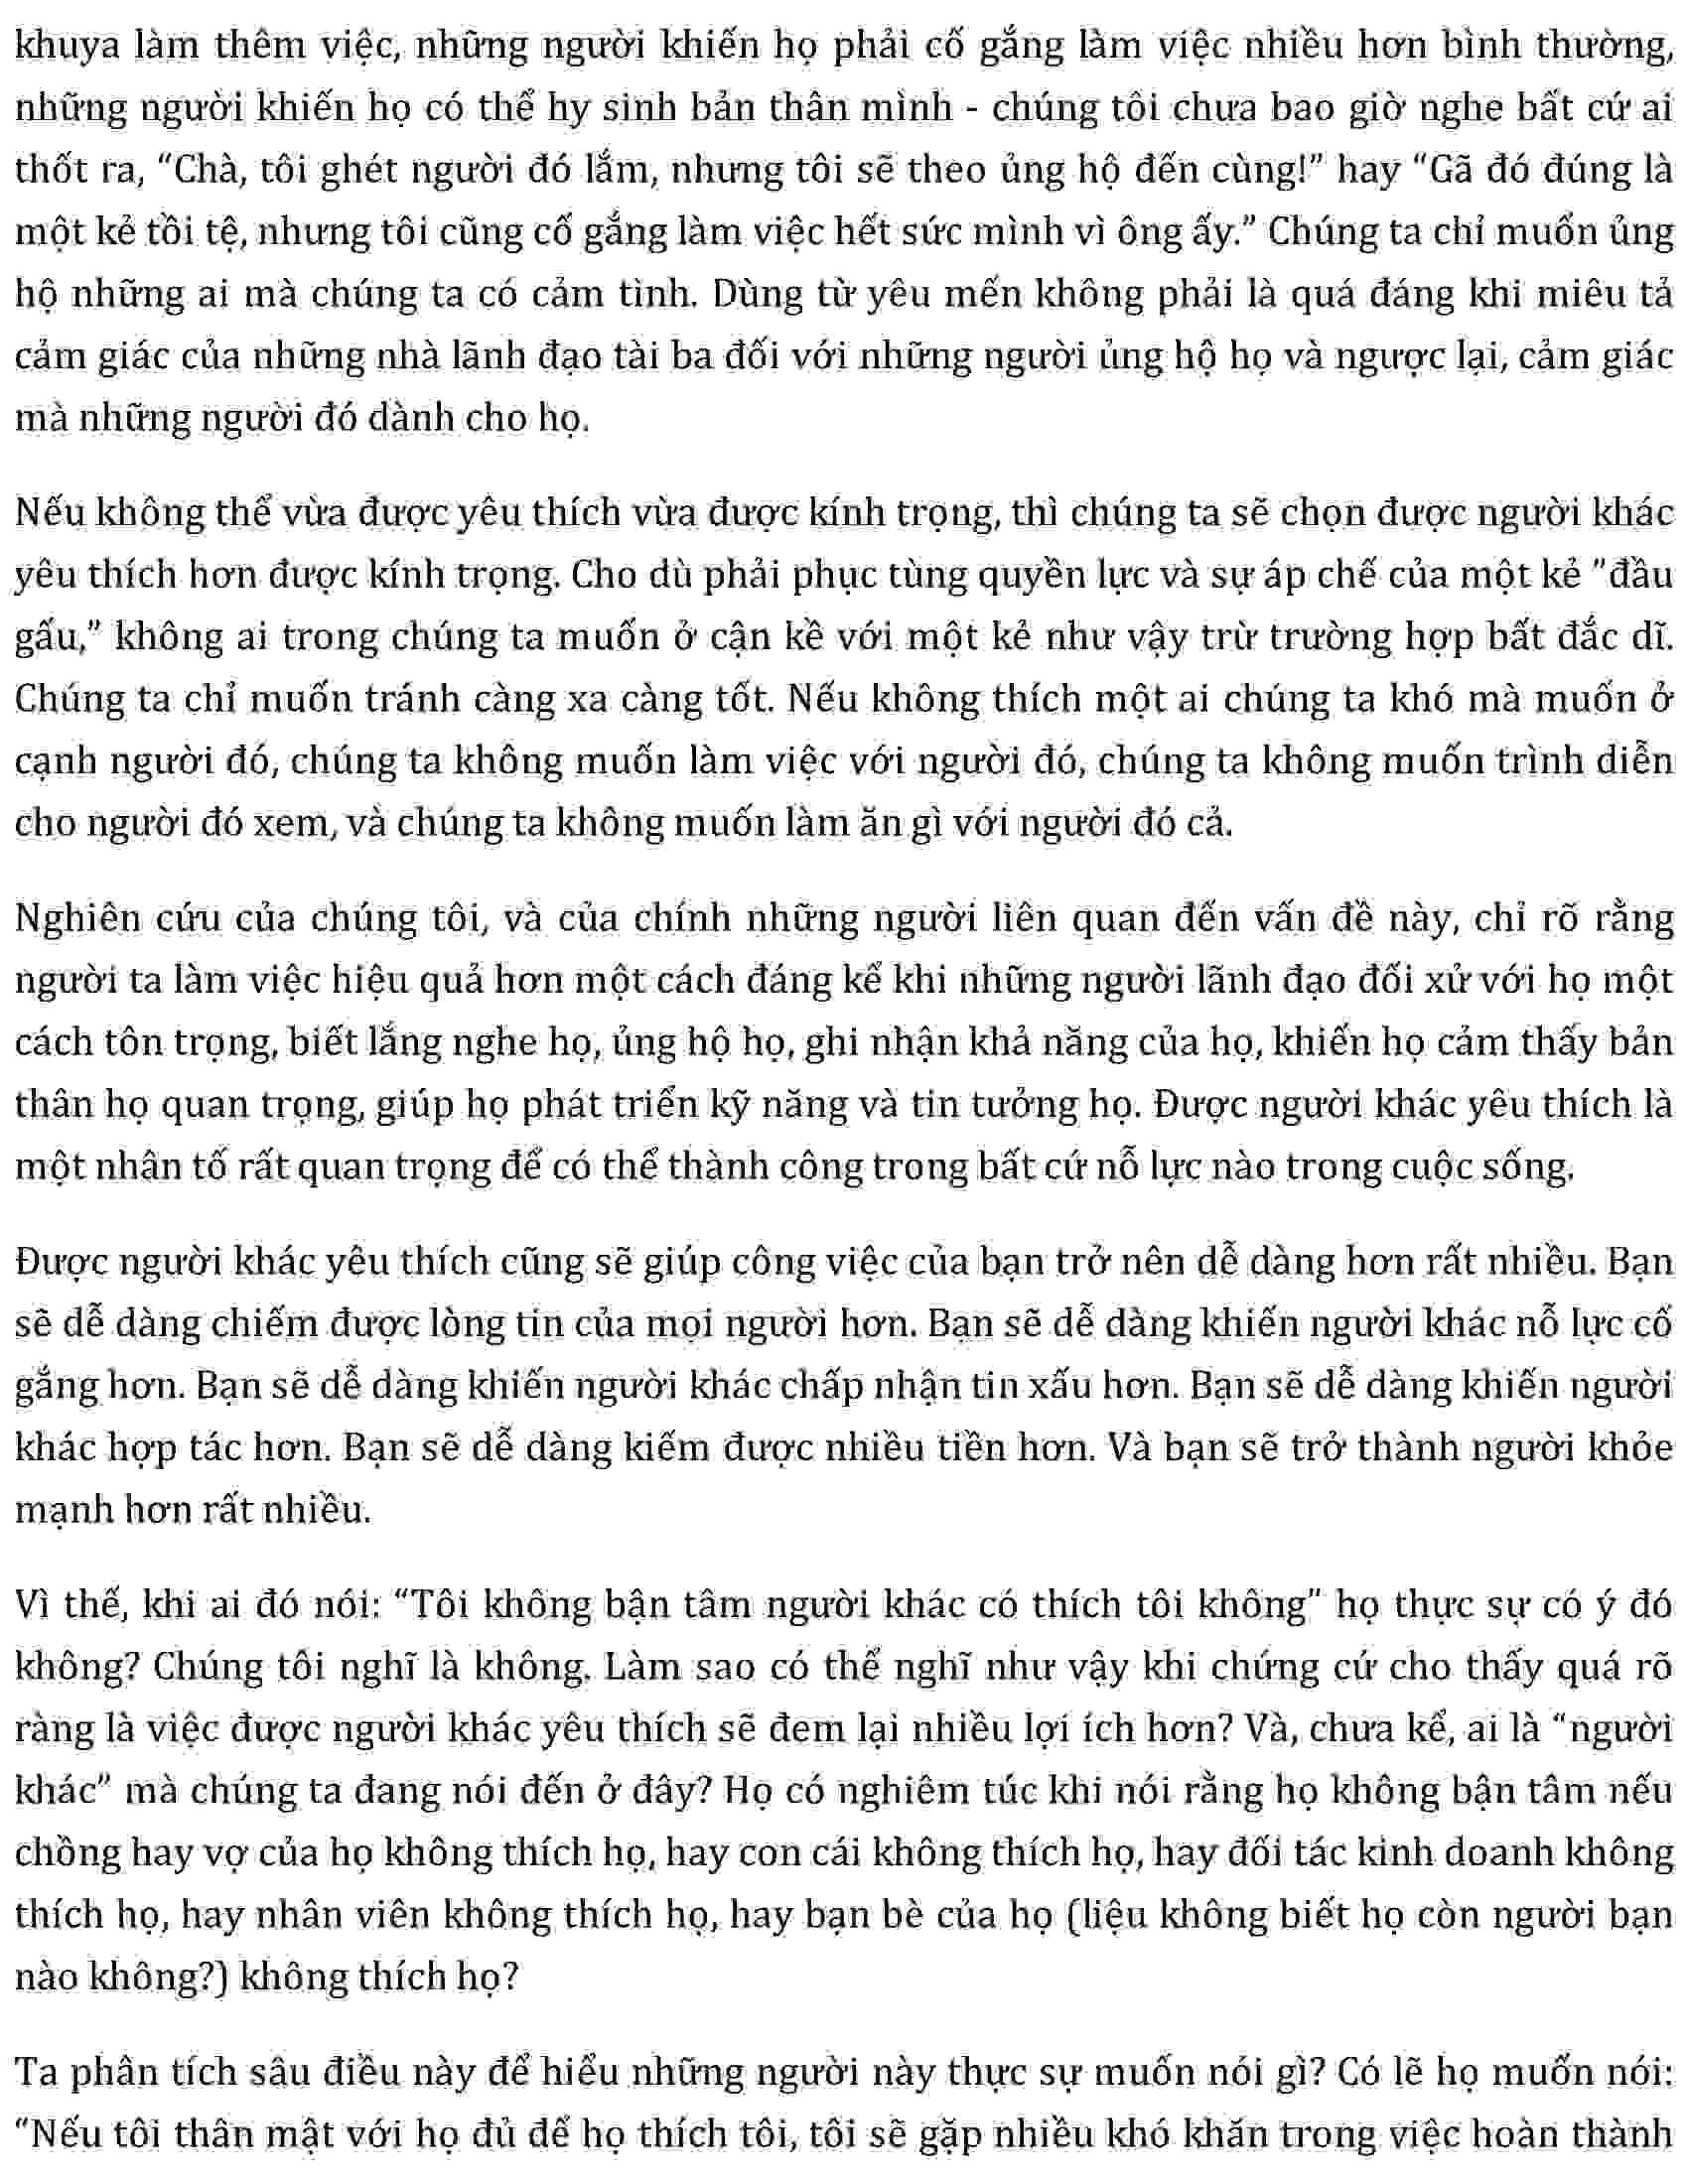 khuya làm thêm việc, những người khiến họ phải cố gắng làm việc nhiều hơn bình thường,
những người khiến họ có thể hy sinh bản thân mình - chúng tôi chưa bao giờ nghe bất cứ ai
thốt ra, “Chà, tôi ghét người đó lắm, nhưng tôi sẽ theo ủng hộ đến cùng!” hay “Gã đó đúng là
một kẻ tồi tệ, nhưng tôi cũng cố gắng làm việc hết sức mình vì ông ấy.” Chúng ta chỉ muốn ủng
hộ những ai mà chúng ta có cảm tình. Dùng từ yêu mến không phải là quá đáng khi miêu tả
cảm giác của những nhà lãnh đạo tài ba đối với những người ủng hộ họ và ngược lại, cảm giác
mà những người đó dành cho họ.
Nếu không thể vừa được yêu thích vừa được kính trọng, thì chúng ta sẽ chọn được người khác
yêu thích hơn được kính trọng. Cho dù phải phục tùng quyền lực và sự áp chế của một kẻ ”đầu
gấu,” không ai trong chúng ta muốn ở cận kề với một kẻ như vậy trừ trường hợp bất đắc dĩ.
Chúng ta chỉ muốn tránh càng xa càng tốt. Nếu không thích một ai chúng ta khó mà muốn ở
cạnh người đó, chúng ta không muốn làm việc với người đó, chúng ta không muốn trình diễn
cho người đó xem, và chúng ta không muốn làm ăn gì với người đó cả.
Nghiên cứu của chúng tôi, và của chính những người liên quan đến vấn đề này, chỉ rõ rằng
người ta làm việc hiệu quả hơn một cách đáng kể khi những người lãnh đạo đối xử với họ một
cách tôn trọng, biết lắng nghe họ, ủng hộ họ, ghi nhận khả năng của họ, khiến họ cảm thấy bản
thân họ quan trọng, giúp họ phát triển kỹ năng và tin tưởng họ. Được người khác yêu thích là
một nhân tố rất quan trọng để có thể thành công trong bất cứ nỗ lực nào trong cuộc sống.
Được người khác yêu thích cũng sẽ giúp công việc của bạn trở nên dễ dàng hơn rất nhiều. Bạn
sẽ dễ dàng chiếm được lòng tin của mọi người hơn. Bạn sẽ dễ dàng khiến người khác nỗ lực cố
gắng hơn. Bạn sẽ dễ dàng khiến người khác chấp nhận tin xấu hơn. Bạn sẽ dễ dàng khiến người
khác hợp tác hơn. Bạn sẽ dễ dàng kiếm được nhiều tiền hơn. Và bạn sẽ trở thành người khỏe
mạnh hơn rất nhiều.
Vì thế, khi ai đó nói: “Tôi không bận tâm người khác có thích tôi không" họ thực sự có ý đó
không? Chúng tôi nghĩ là không. Làm sao có thể nghĩ như vậy khi chứng cứ cho thấy quá rõ
ràng là việc được người khác yêu thích sẽ đem lại nhiều lợi ích hơn? Và, chưa kể, ai là “người
khác” mà chúng ta đang nói đến ở đây? Họ có nghiêm túc khi nói rằng họ không bận tâm nếu
chồng hay vợ của họ không thích họ, hay con cái không thích họ, hay đối tác kinh doanh không
thích họ, hay nhân viên không thích họ, hay bạn bè của họ (liệu không biết họ còn người bạn
nào không?) không thích họ?
Ta phân tích sâu điều này để hiểu những người này thực sự muốn nói gì? Có lẽ họ muốn nói:
“Nếu tôi thân mật với họ đủ để họ thích tôi, tôi sẽ gặp nhiều khó khăn trong việc hoàn thành